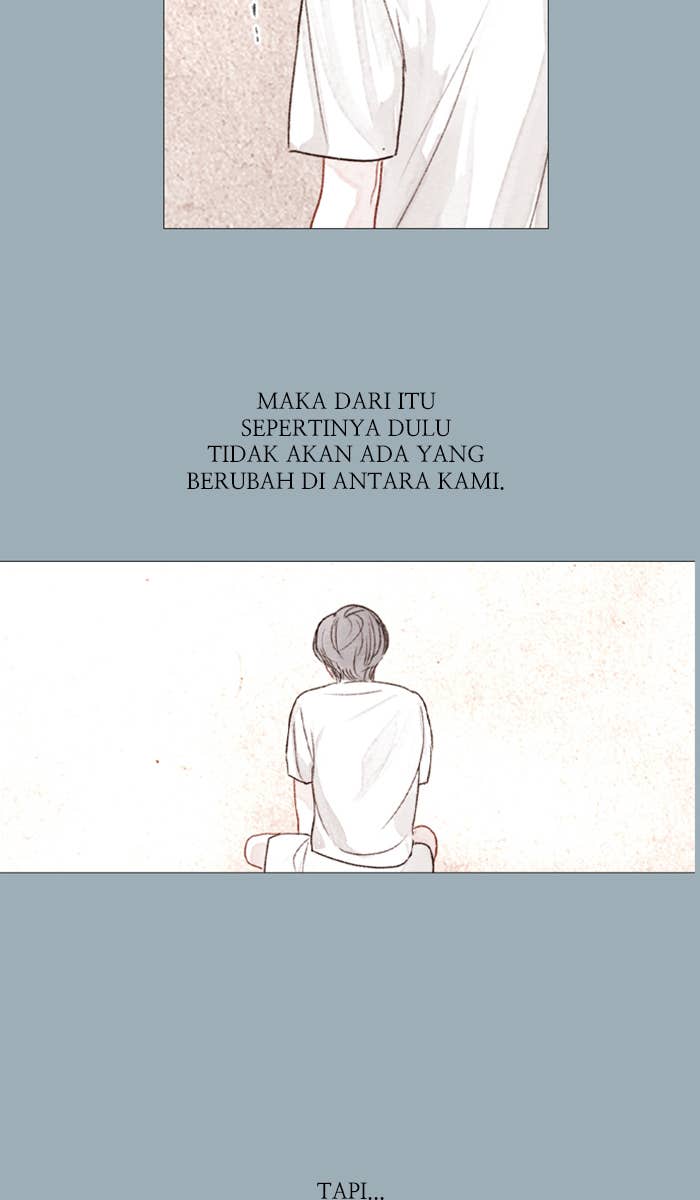 MAKA DARI ITU
SEPERTINYA DULU
TIDAK AKAN ADA YANG
BERUBAH DI ANTARA KAMI.
TAPI...